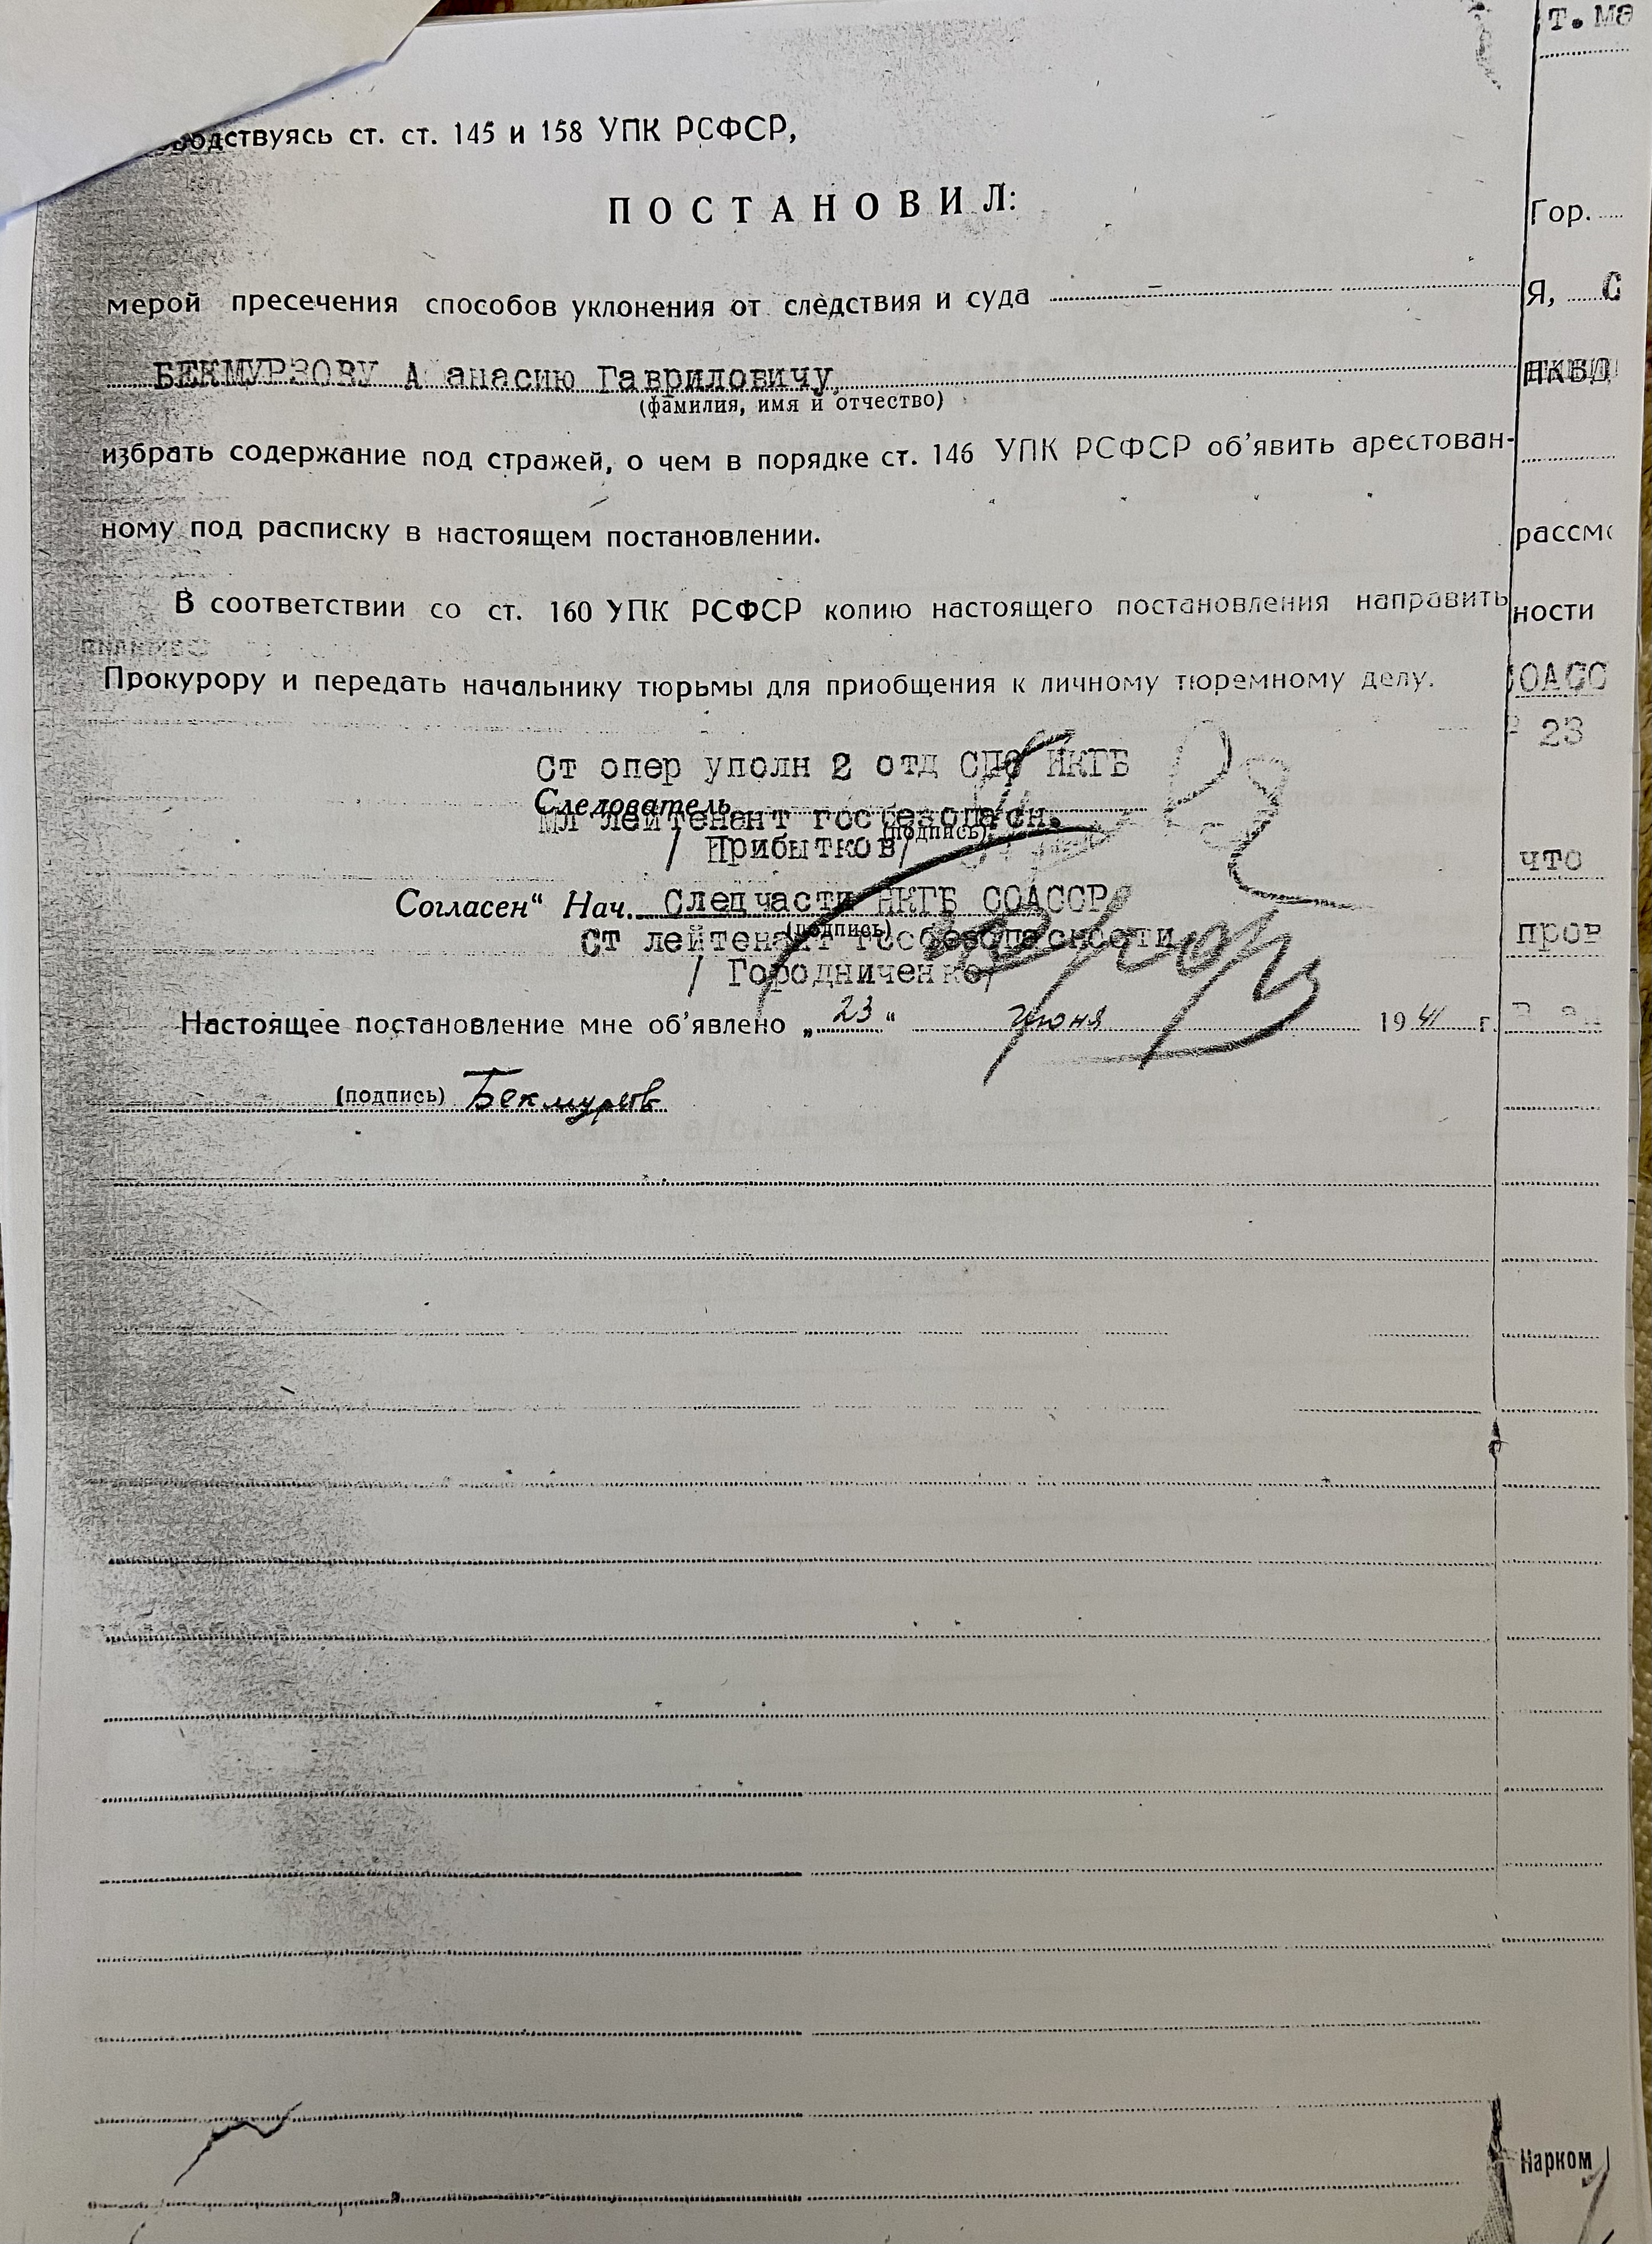 водствуясь ст. ст. 145 и 158 УПК РСФСР,
ПОСТАНОВИЛ:
мерой пресечения способов уклонения от следствия и суда –
БЕКМУРЗОВУ А анасию Гавриловичу,
(фамилия, имя и отчество)
избрать содержание под стражей, о чем в порядке ст. 146 УПК РСФСР об'явить арестован-
ному под расписку в настоящем постановлении.
В соответствии со ст. 160 УПК РСФСР копию настоящего постановления направить
Прокурору и передать начальнику тюрьмы для приобщения к личному тюремному делу.
Ст опер уполн 2 отд СПО НКГБ
Следователь
Мл лейтенант госбезопасн.
(подпись)
/ Прибытков/
Согласен“ Нач. Следчасти НКГБ СОАССР
(подпись)
Ст лейтенант госбезопасности
/ Городниченко/
Настоящее постановление мне об'явлено „23“ июня 1941 г.
(подпись) Бекмурзов
т. ма
Гор.
Я, С
НКВД
рассмо
ности
СОАСС
23
что
пров
Нарком